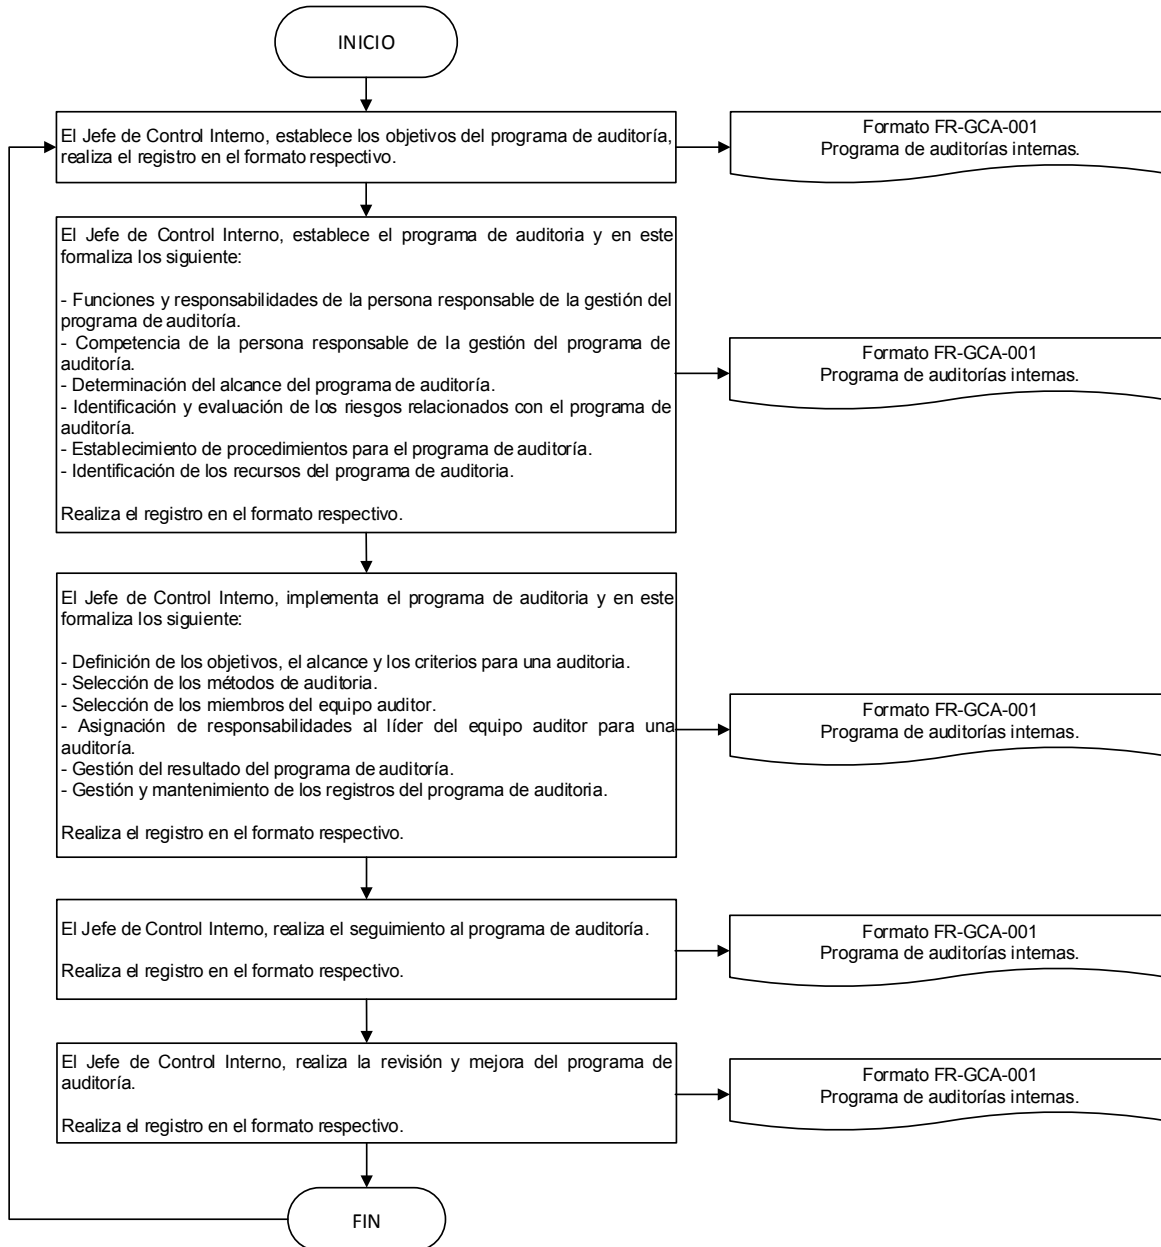 INICIO
El Jefe de Control Interno, establece los objetivos del programa de auditoría,
realiza el registro en el formato respectivo.
Formato FR-GCA-001
Programa de auditorías internas.
El Jefe de Control Interno, establece el programa de auditoria y en este
formaliza los siguiente:
- Funciones y responsabilidades de la persona responsable de la gestión del
programa de auditoría.
- Competencia de la persona responsable de la gestión del programa de
auditoría.
- Determinación del alcance del programa de auditoría.
- Identificación y evaluación de los riesgos relacionados con el programa de
auditoría.
- Establecimiento de procedimientos para el programa de auditoría.
- Identificación de los recursos del programa de auditoria.
Realiza el registro en el formato respectivo.
Formato FR-GCA-001
Programa de auditorías internas.
El Jefe de Control Interno, implementa el programa de auditoria y en este
formaliza los siguiente:
- Definición de los objetivos, el alcance y los criterios para una auditoria.
- Selección de los métodos de auditoria.
- Selección de los miembros del equipo auditor.
- Asignación de responsabilidades al líder del equipo auditor para una
auditoría.
- Gestión del resultado del programa de auditoría.
- Gestión y mantenimiento de los registros del programa de auditoria.
Realiza el registro en el formato respectivo.
Formato FR-GCA-001
Programa de auditorías internas.
El Jefe de Control Interno, realiza el seguimiento al programa de auditoría.
Realiza el registro en el formato respectivo.
Formato FR-GCA-001
Programa de auditorías internas.
El Jefe de Control Interno, realiza la revisión y mejora del programa de
auditoría.
Realiza el registro en el formato respectivo.
Formato FR-GCA-001
Programa de auditorías internas.
FIN